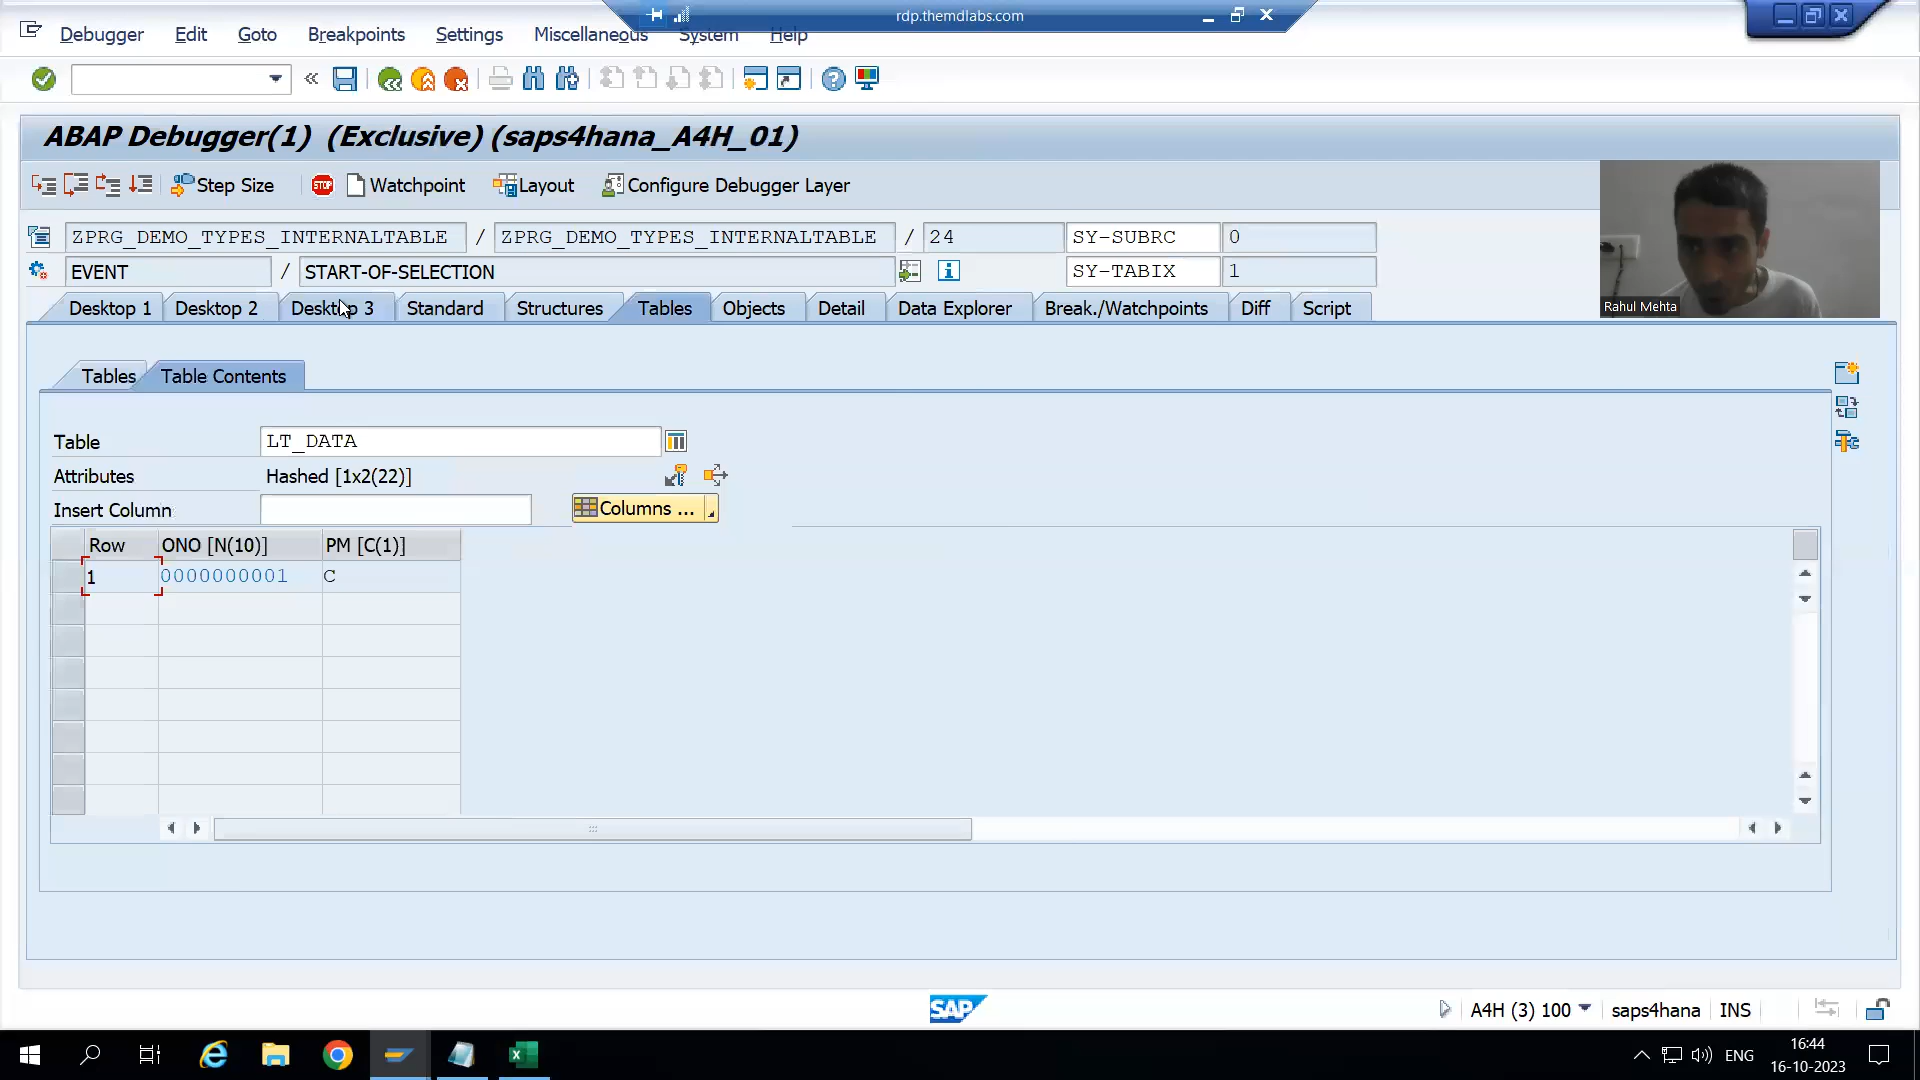 rdp.themdlabs.com
Debugger Edit Goto Breakpoints Settings Miscellaneous System Help
ABAP Debugger(1) (Exclusive) (saps4hana_A4H_01)
Step Size STOP Watchpoint Layout Configure Debugger Layer
ZPRG_DEMO_TYPES_INTERNALTABLE / ZPRG_DEMO_TYPES_INTERNALTABLE / 24 SY-SUBRC 0
EVENT / START-OF-SELECTION SY-TABIX 1
Rahul Mehta
Desktop 1 Desktop 2 Desktop 3 Standard Structures Tables Objects Detail Data Explorer Break./Watchpoints Diff Script
Tables Table Contents
Table LT_DATA
Attributes Hashed [1x2(22)]
Insert Column Columns ...
Row ONO [N(10)] PM [C(1)]
1 0000000001 C
SAP A4H (3) 100 saps4hana INS
ENG 16:44
16-10-2023